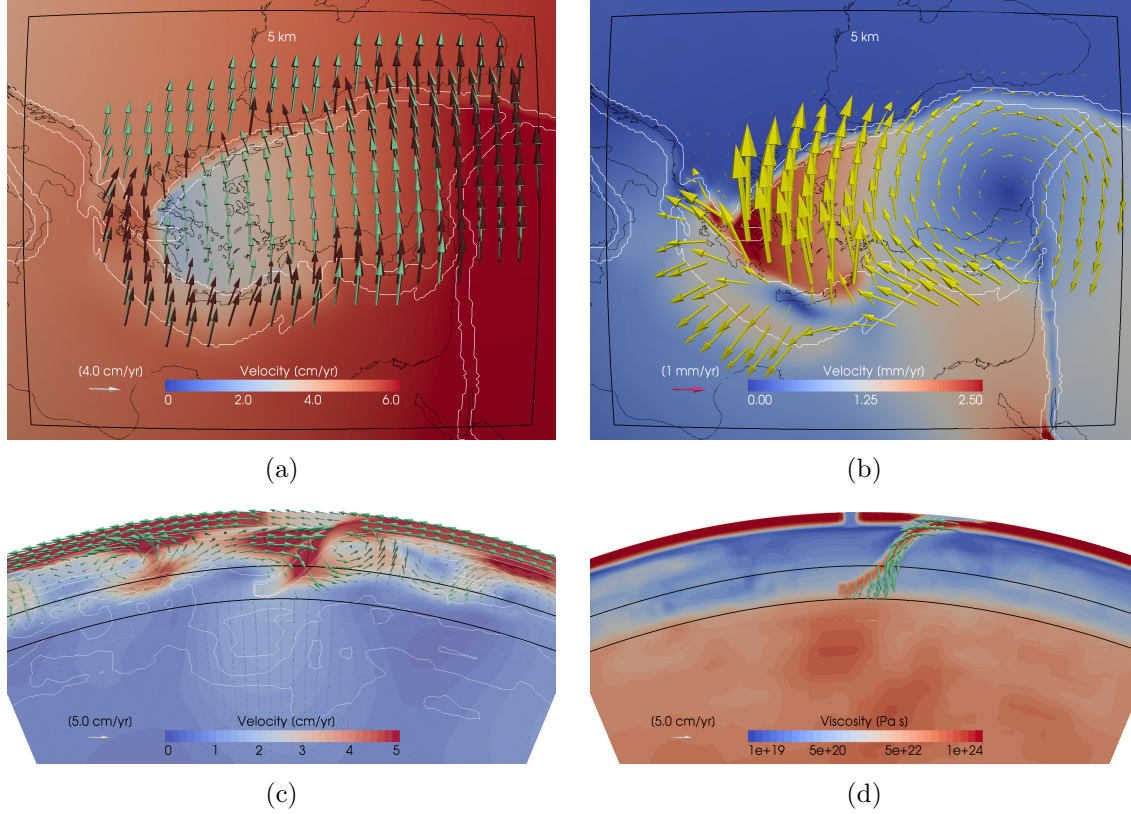 5 km
(4.0 cm/yr)
Velocity (cm/yr)
0 2.0 4.0 6.0
(a)
5 km
(1 mm/yr)
Velocity (mm/yr)
0.00 1.25 2.50
(b)
(5.0 cm/yr)
Velocity (cm/yr)
0 1 2 3 4 5
(c)
(5.0 cm/yr)
Viscosity (Pa s)
1e+19 5e+20 5e+22 1e+24
(d)